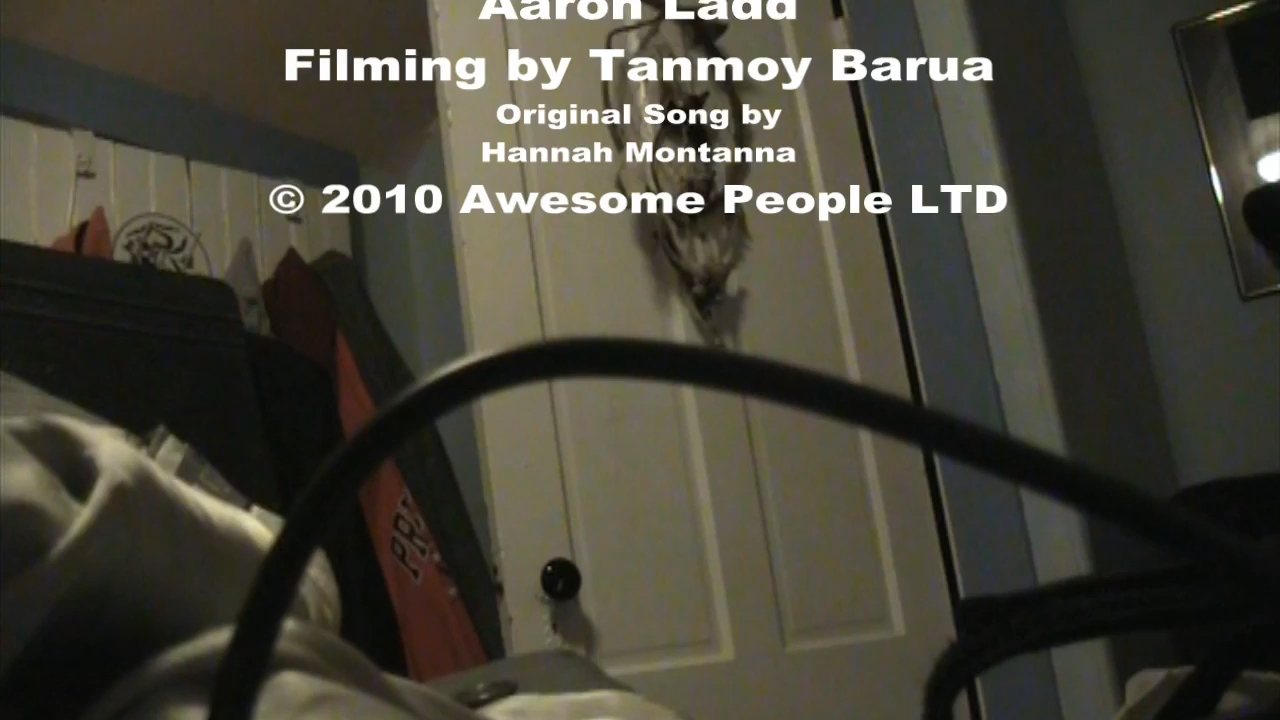 Aaron Ladd
Filming by Tanmoy Barua
Original Song by
Hannah Montanna
© 2010 Awesome People LTD